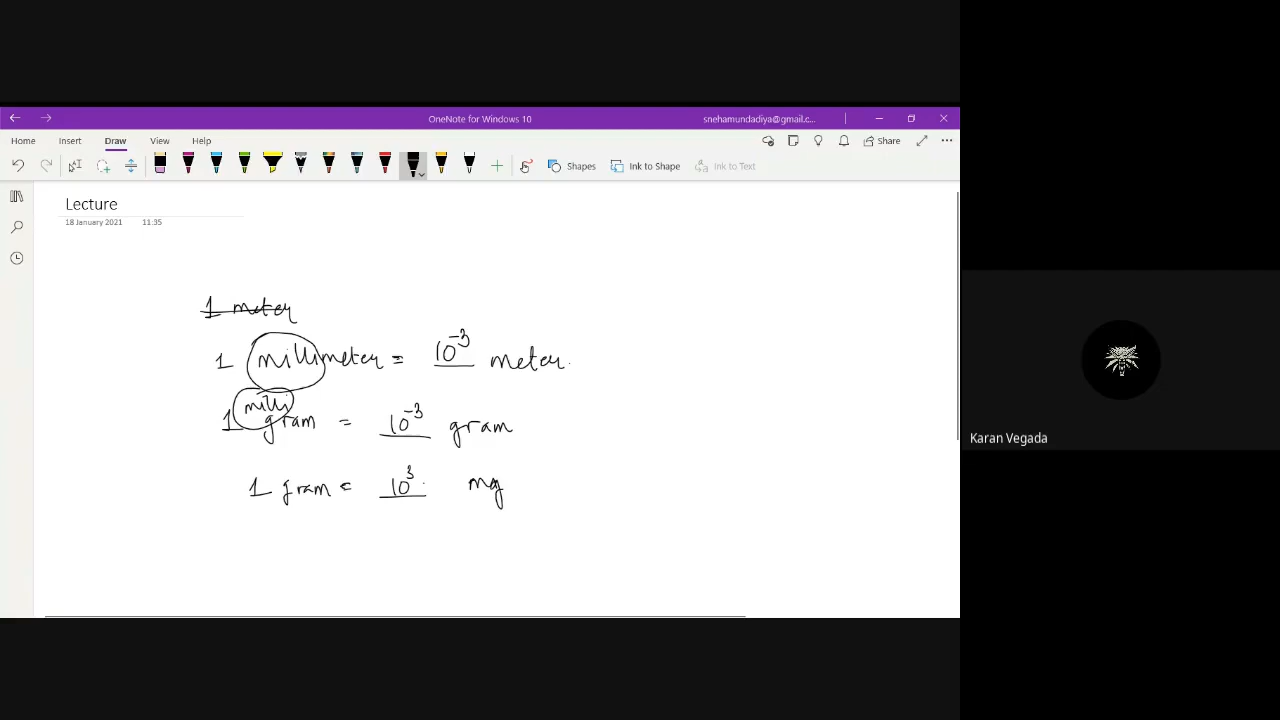 OneNote for Windows 10
snehamundadiya@gmail.c...
Home Insert Draw View Help
Share
Shapes Ink to Shape Ink to Text
Lecture
18 January 2021 11:35
1 meter
1 millimeter = 10⁻³ meter.
1 milli gram = 10⁻³ gram
1 gram = 10³ mg
Karan Vegada